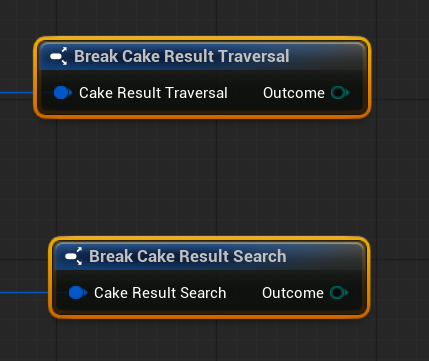 Break Cake Result Traversal
Cake Result Traversal Outcome
Break Cake Result Search
Cake Result Search Outcome